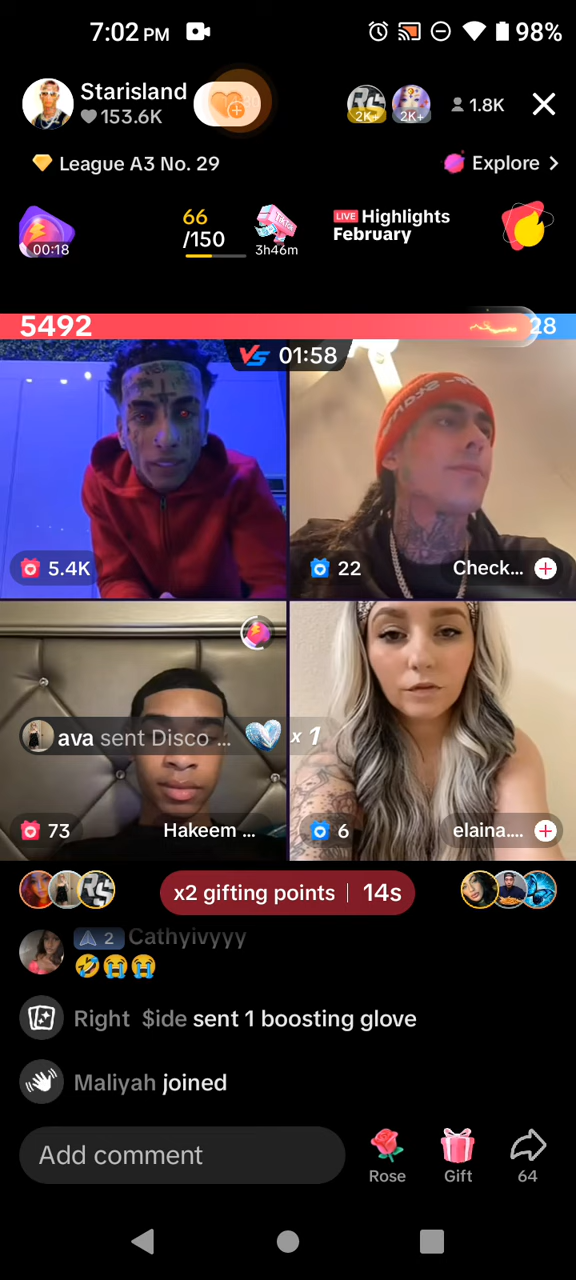 7:02 PM
98%
Starisland
153.6K
2K+
2K+
1.8K
League A3 No. 29
Explore >
00:18
66
/150
TikTok
3h46m
LIVE Highlights
February
5492
28
VS 01:58
5.4K
22
Check...
ava sent Disco ...
x 1
73
Hakeem ...
6
elaina....
x2 gifting points | 14s
2 Cathyivyyy
🤣😭😭
Right $ide sent 1 boosting glove
Maliyah joined
Add comment
Rose
Gift
64